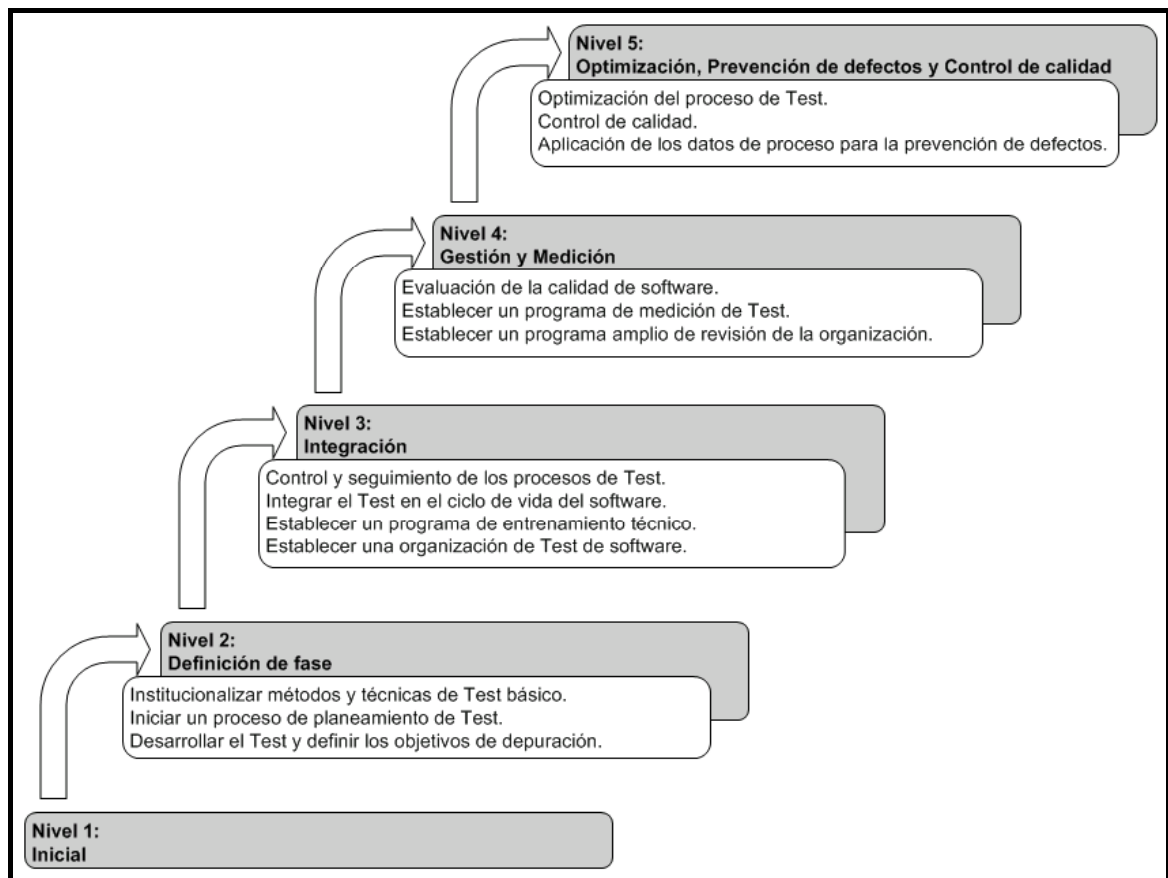 Nivel 5:
Optimización, Prevención de defectos y Control de calidad
Optimización del proceso de Test.
Control de calidad.
Aplicación de los datos de proceso para la prevención de defectos.
Nivel 4:
Gestión y Medición
Evaluación de la calidad de software.
Establecer un programa de medición de Test.
Establecer un programa amplio de revisión de la organización.
Nivel 3:
Integración
Control y seguimiento de los procesos de Test.
Integrar el Test en el ciclo de vida del software.
Establecer un programa de entrenamiento técnico.
Establecer una organización de Test de software.
Nivel 2:
Definición de fase
Institucionalizar métodos y técnicas de Test básico.
Iniciar un proceso de planeamiento de Test.
Desarrollar el Test y definir los objetivos de depuración.
Nivel 1:
Inicial